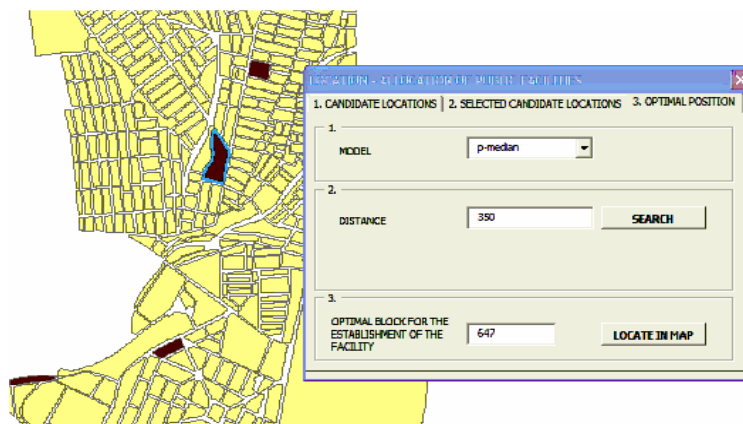 LOCATION - ALLOCATION OF PUBLIC FACILITIES
1. CANDIDATE LOCATIONS 2. SELECTED CANDIDATE LOCATIONS 3. OPTIMAL POSITION
1.
MODEL p-median
2.
DISTANCE 350 SEARCH
3.
OPTIMAL BLOCK FOR THE
ESTABLISHMENT OF THE 647 LOCATE IN MAP
FACILITY